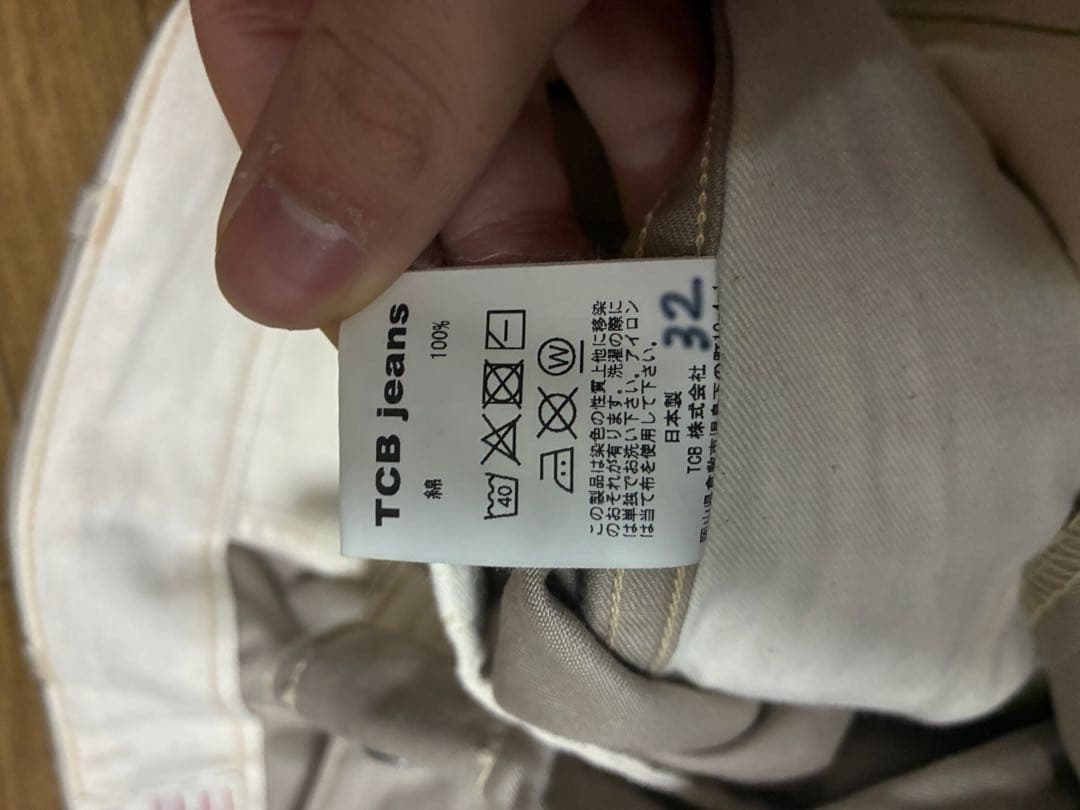 TCB jeans
綿 100%
40
W
この製品は染色の性質上他に移染
のおそれが有ります。洗濯の際に
は単独でお洗い下さい。アイロン
は当て布を使用して下さい。
日本製
TCB 株式会社
32